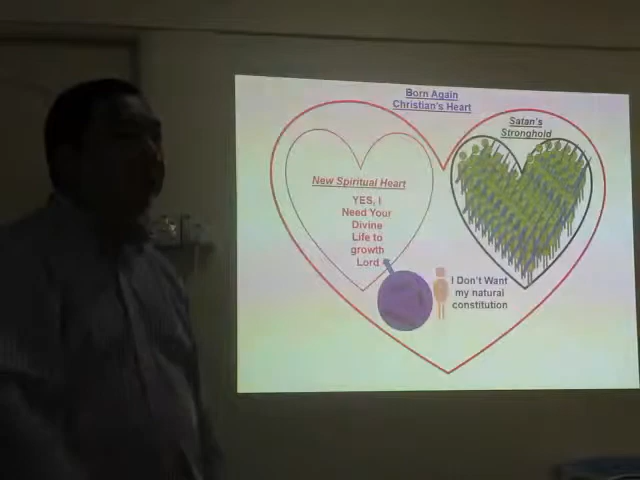 Born Again
Christian's Heart
Satan's
Stronghold
New Spiritual Heart
YES, I
Need Your
Divine
Life to
growth
Lord
I Don't Want
my natural
constitution